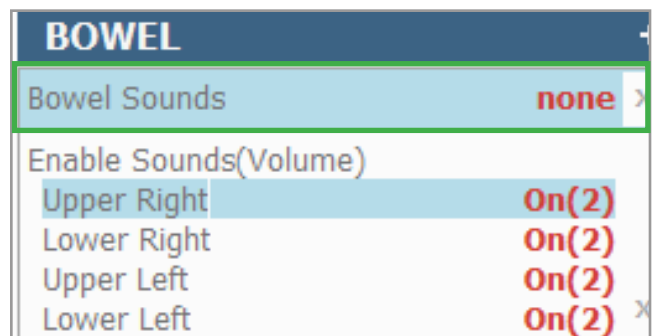 BOWEL +
Bowel Sounds none x
Enable Sounds(Volume)
Upper Right On(2)
Lower Right On(2)
Upper Left On(2)
Lower Left On(2) x